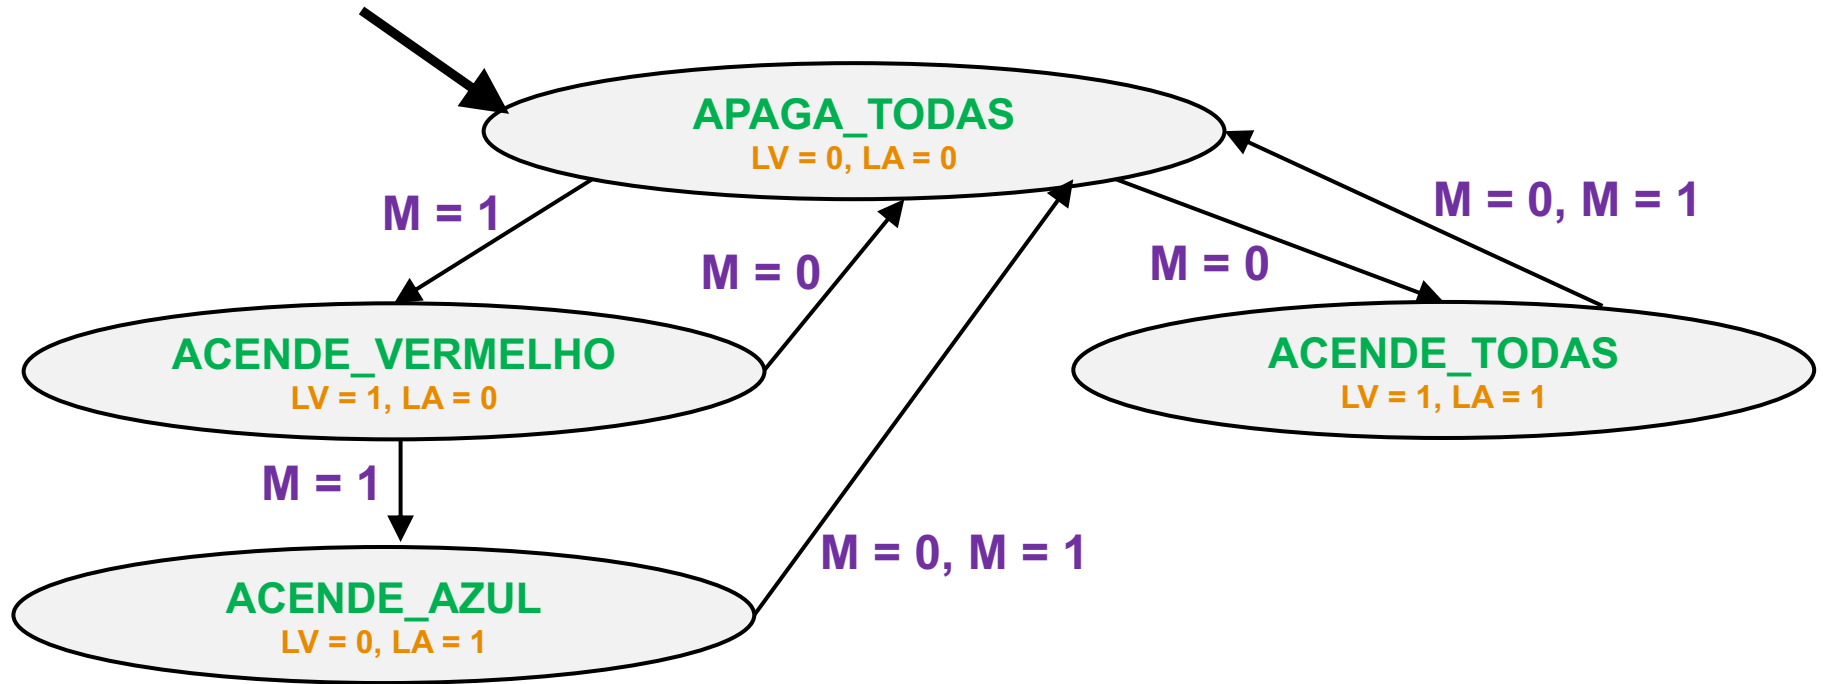 APAGA_TODAS
LV = 0, LA = 0
M = 1
M = 0
M = 0
M = 0, M = 1
ACENDE_VERMELHO
LV = 1, LA = 0
ACENDE_TODAS
LV = 1, LA = 1
M = 1
M = 0, M = 1
ACENDE_AZUL
LV = 0, LA = 1